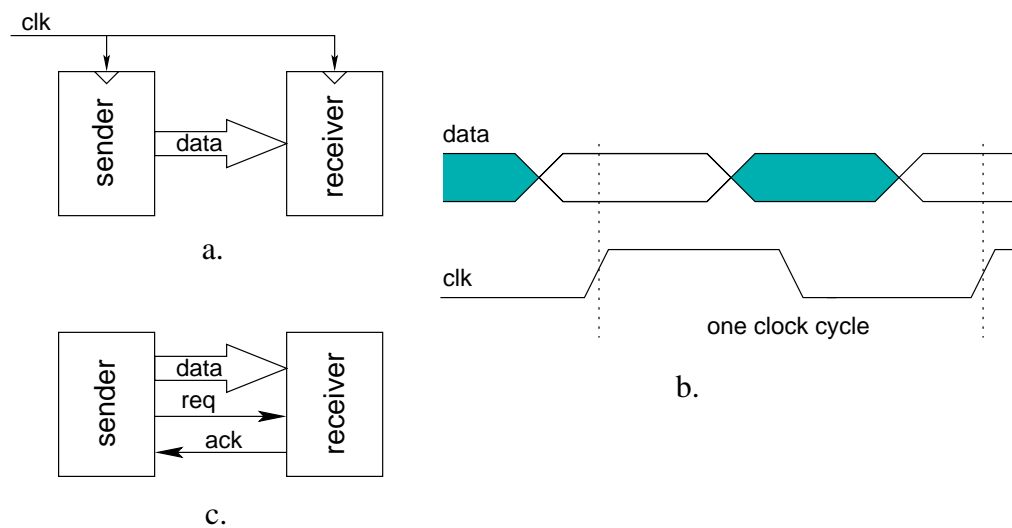 clk
sender
data
receiver
a.
data
clk
one clock cycle
b.
sender
data
req
ack
receiver
c.